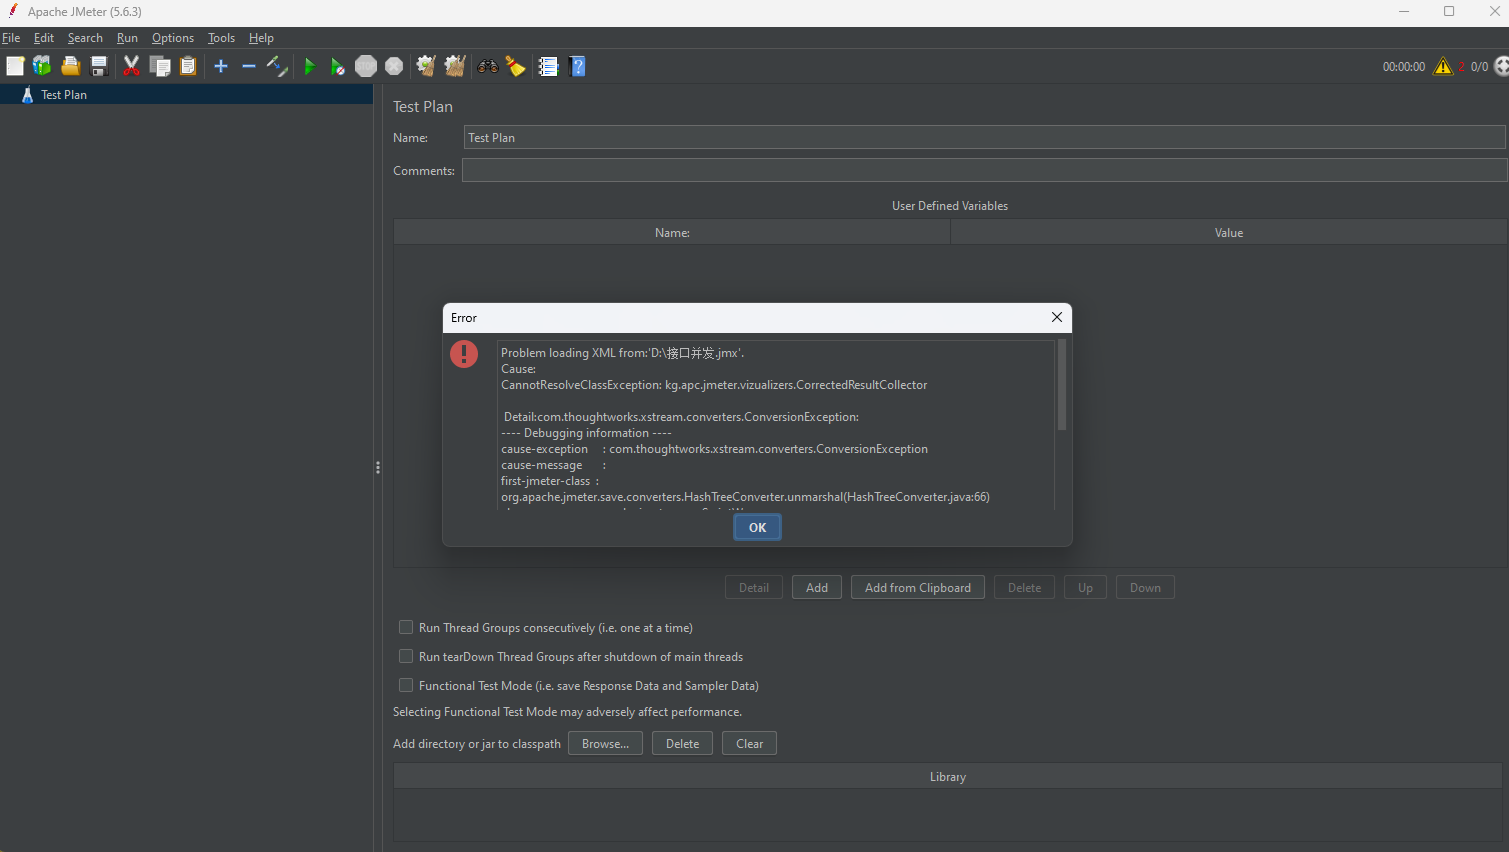 Apache JMeter (5.6.3)
File Edit Search Run Options Tools Help
STOP
00:00:00 2 0/0
Test Plan
Test Plan
Name: Test Plan
Comments:
User Defined Variables
Name: Value
Error
Problem loading XML from:'D:\接口并发.jmx'.
Cause:
CannotResolveClassException: kg.apc.jmeter.vizualizers.CorrectedResultCollector
Detail:com.thoughtworks.xstream.converters.ConversionException:
---- Debugging information ----
cause-exception : com.thoughtworks.xstream.converters.ConversionException
cause-message :
first-jmeter-class :
org.apache.jmeter.save.converters.HashTreeConverter.unmarshal(HashTreeConverter.java:66)
OK
Detail Add Add from Clipboard Delete Up Down
Run Thread Groups consecutively (i.e. one at a time)
Run tearDown Thread Groups after shutdown of main threads
Functional Test Mode (i.e. save Response Data and Sampler Data)
Selecting Functional Test Mode may adversely affect performance.
Add directory or jar to classpath Browse... Delete Clear
Library